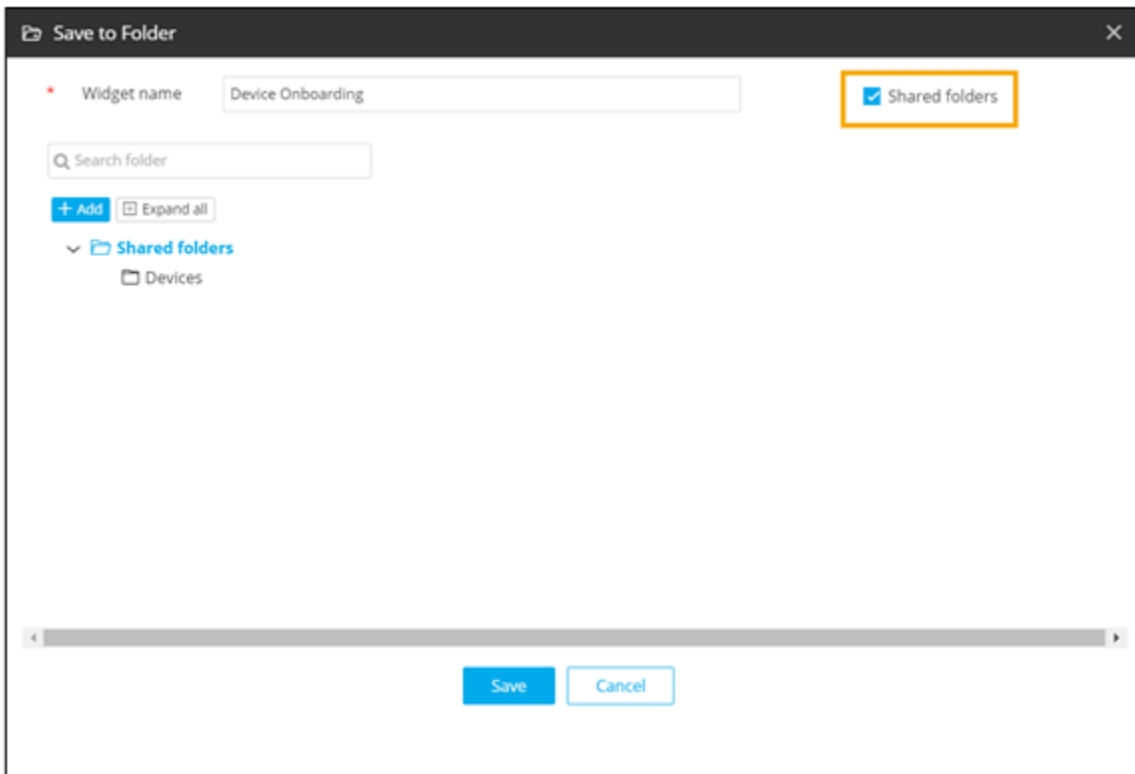 Save to Folder
* Widget name Device Onboarding Shared folders
Search folder
+ Add Expand all
Shared folders
Devices
Save Cancel